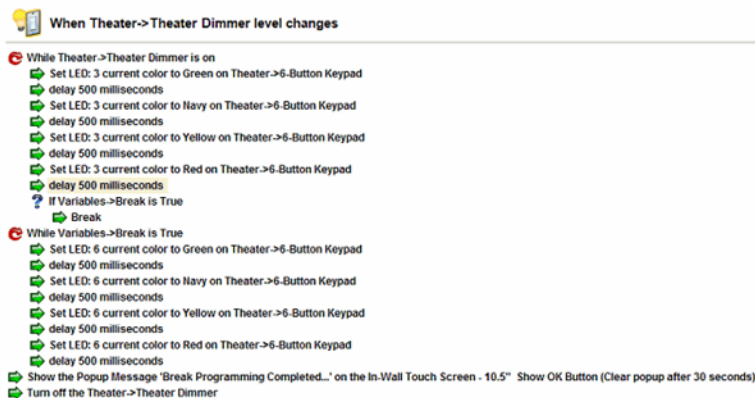 When Theater->Theater Dimmer level changes
While Theater->Theater Dimmer is on
Set LED: 3 current color to Green on Theater->6-Button Keypad
delay 500 milliseconds
Set LED: 3 current color to Navy on Theater->6-Button Keypad
delay 500 milliseconds
Set LED: 3 current color to Yellow on Theater->6-Button Keypad
delay 500 milliseconds
Set LED: 3 current color to Red on Theater->6-Button Keypad
delay 500 milliseconds
If Variables->Break is True
Break
While Variables->Break is True
Set LED: 6 current color to Green on Theater->6-Button Keypad
delay 500 milliseconds
Set LED: 6 current color to Navy on Theater->6-Button Keypad
delay 500 milliseconds
Set LED: 6 current color to Yellow on Theater->6-Button Keypad
delay 500 milliseconds
Set LED: 6 current color to Red on Theater->6-Button Keypad
delay 500 milliseconds
Show the Popup Message 'Break Programming Completed...' on the In-Wall Touch Screen - 10.5" Show OK Button (Clear popup after 30 seconds)
Turn off the Theater->Theater Dimmer